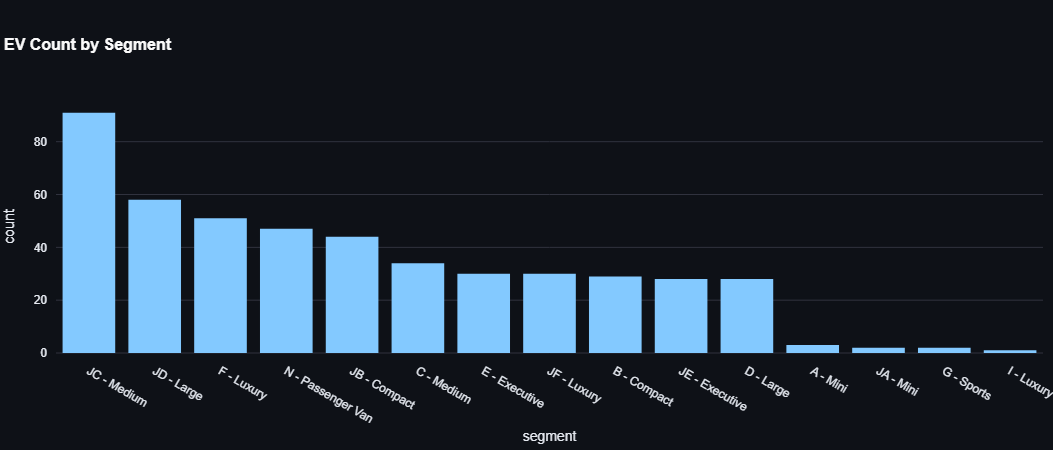 EV Count by Segment
count
80
60
40
20
0
JC - Medium
JD - Large
F - Luxury
N - Passenger Van
JB - Compact
C - Medium
E - Executive
JF - Luxury
B - Compact
JE - Executive
D - Large
A - Mini
JA - Mini
G - Sports
I - Luxury
segment